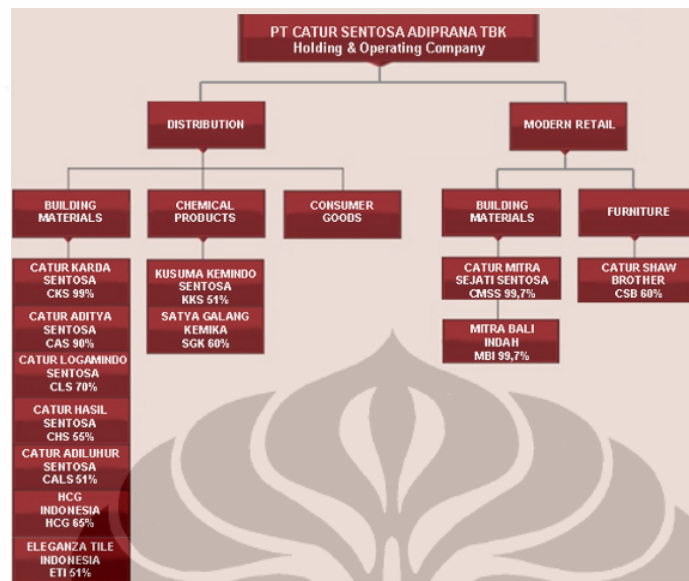 PT CATUR SENTOSA ADIPRANA TBK
Holding & Operating Company
DISTRIBUTION
MODERN RETAIL
BUILDING
MATERIALS
CHEMICAL
PRODUCTS
CONSUMER
GOODS
BUILDING
MATERIALS
FURNITURE
CATUR KARDA
SENTOSA
CKS 99%
CATUR ADITYA
SENTOSA
CAS 90%
CATUR LOGAMINDO
SENTOSA
CLS 70%
CATUR HASIL
SENTOSA
CHS 55%
CATUR ADILUHUR
SENTOSA
CALS 51%
HCG
INDONESIA
HCG 65%
ELEGANZA TILE
INDONESIA
ETI 51%
KUSUMA KEMINDO
SENTOSA
KKS 51%
SATYA GALANG
KEMIKA
SGK 60%
CATUR MITRA
SEJATI SENTOSA
CMSS 99,7%
MITRA BALI
INDAH
MBI 99,7%
CATUR SHAW
BROTHER
CSB 60%